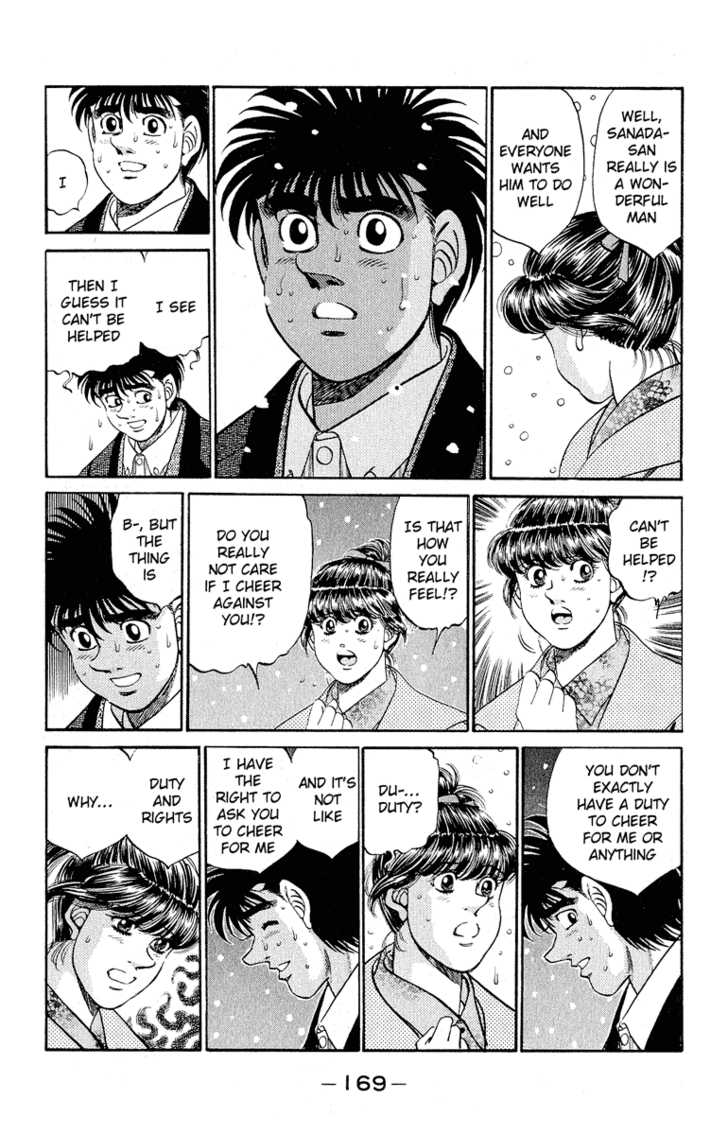 WELL,
SANADA-
SAN
REALLY IS
A WON-
DERFUL
MAN
AND
EVERYONE
WANTS
HIM TO DO
WELL
I
I SEE
THEN I
GUESS IT
CAN'T BE
HELPED
CAN'T
BE
HELPED
!?
IS THAT
HOW
YOU
REALLY
FEEL!?
DO YOU
REALLY
NOT CARE
IF I CHEER
AGAINST
YOU!?
B-, BUT
THE
THING
IS
YOU DON'T
EXACTLY
HAVE A DUTY
TO CHEER
FOR ME OR
ANYTHING
DU-...
DUTY?
AND IT'S
NOT
LIKE
I HAVE
THE
RIGHT TO
ASK YOU
TO CHEER
FOR ME
DUTY
AND
RIGHTS
WHY...
– 169 –